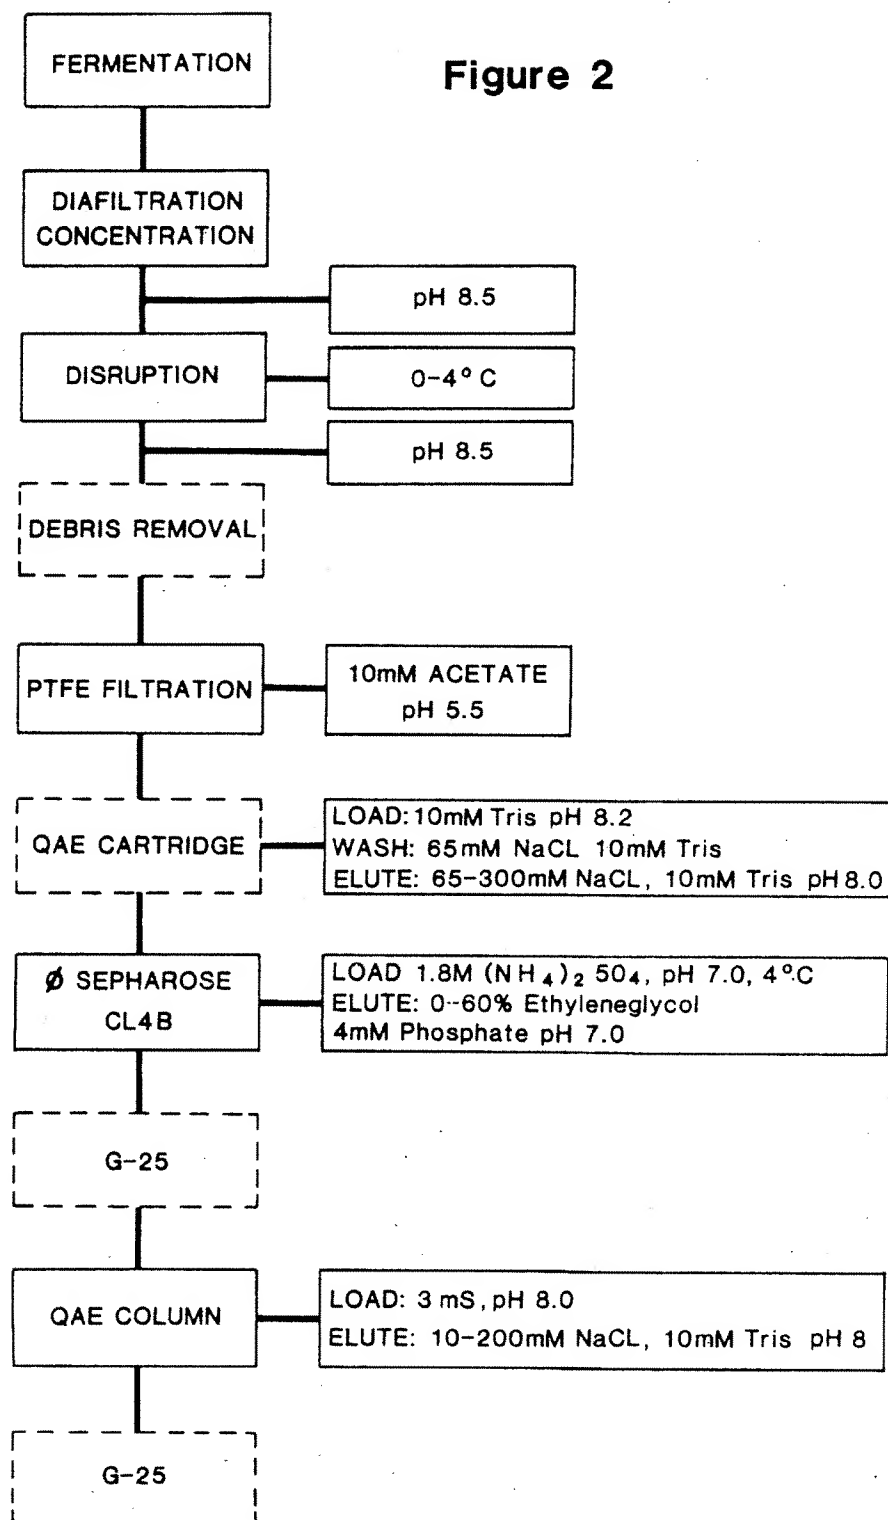 Figure 2
FERMENTATION
DIAFILTRATION
CONCENTRATION
pH 8.5
DISRUPTION
0-4° C
pH 8.5
DEBRIS REMOVAL
PTFE FILTRATION
10mM ACETATE
pH 5.5
QAE CARTRIDGE
LOAD: 10mM Tris pH 8.2
WASH: 65mM NaCL 10mM Tris
ELUTE: 65-300mM NaCL, 10mM Tris pH 8.0
Ø SEPHAROSE
CL4B
LOAD 1.8M (NH₄)₂ 5O₄, pH 7.0, 4°C
ELUTE: 0--60% Ethyleneglycol
4mM Phosphate pH 7.0
G-25
QAE COLUMN
LOAD: 3 mS, pH 8.0
ELUTE: 10-200mM NaCL, 10mM Tris pH 8
G-25